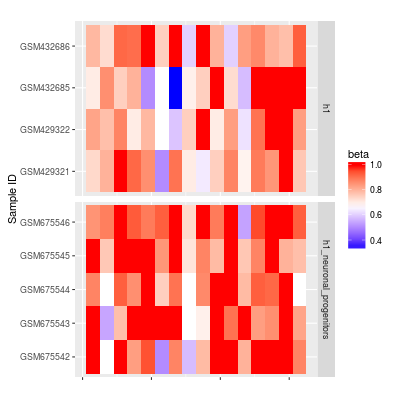 GSM432686
GSM432685
GSM429322
GSM429321
h1
GSM675546
GSM675545
GSM675544
GSM675543
GSM675542
h1_neuronal_progenitors
Sample ID
beta
1.0
0.8
0.6
0.4